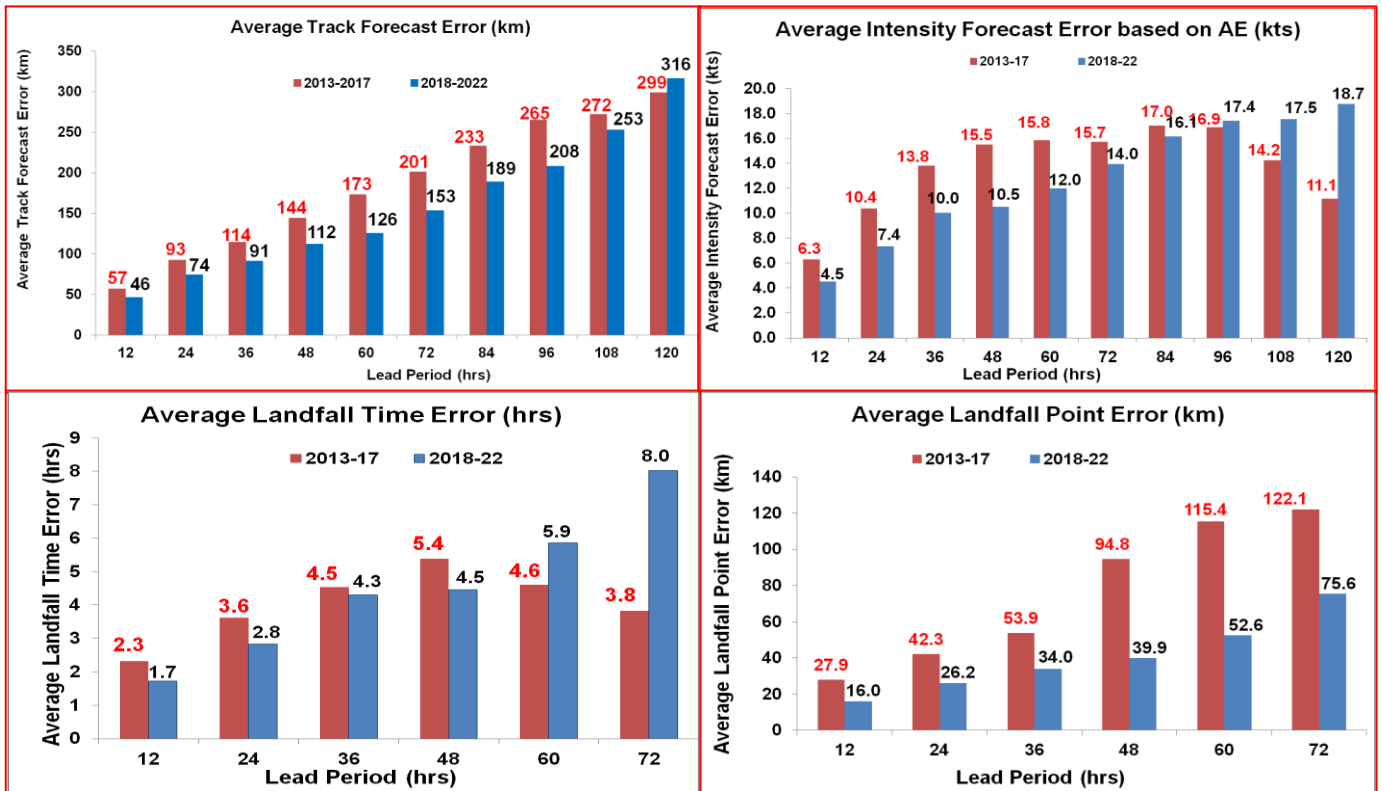 Average Track Forecast Error (km)
Average Track Forecast Error (km)
2013-2017 2018-2022
350
300
250
200
150
100
50
0
57 46 93 74 114 91 144 112 173 126 201 153 233 189 265 208 272 253 299 316
12 24 36 48 60 72 84 96 108 120
Lead Period (hrs)
Average Intensity Forecast Error based on AE (kts)
Average Intensity Forecast Error (kts)
2013-17 2018-22
20.0
18.0
16.0
14.0
12.0
10.0
8.0
6.0
4.0
2.0
0.0
6.3 4.5 10.4 7.4 13.8 10.0 15.5 10.5 15.8 12.0 15.7 14.0 17.0 16.1 16.9 17.4 14.2 17.5 11.1 18.7
12 24 36 48 60 72 84 96 108 120
Lead Period (hrs)
Average Landfall Time Error (hrs)
Average Landfall Time Error (hrs)
2013-17 2018-22
9
8
7
6
5
4
3
2
1
0
2.3 1.7 3.6 2.8 4.5 4.3 5.4 4.5 4.6 5.9 3.8 8.0
12 24 36 48 60 72
Lead Period (hrs)
Average Landfall Point Error (km)
Average Landfall Point Error (km)
2013-17 2018-22
140
120
100
80
60
40
20
0
27.9 16.0 42.3 26.2 53.9 34.0 94.8 39.9 115.4 52.6 122.1 75.6
12 24 36 48 60 72
Lead Period (hrs)